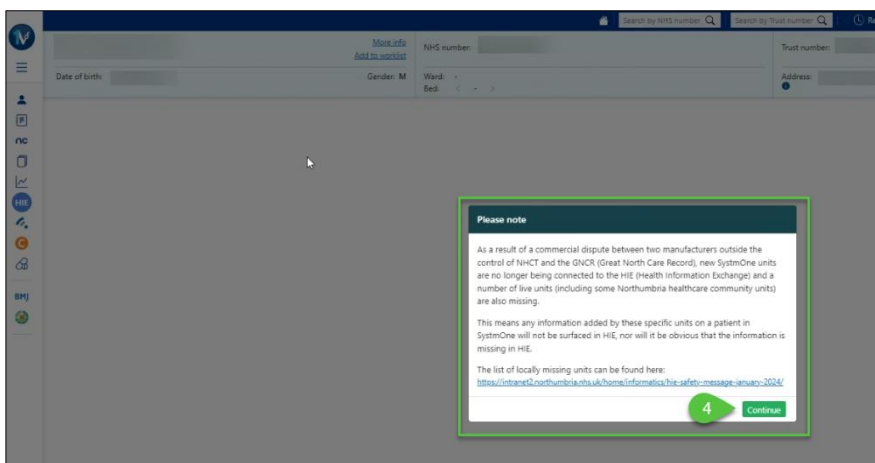 Search by NHS number
Search by Trust number
More info
Add to worklist
NHS number:
Trust number:
Date of birth:
Gender: M
Ward: -
Bed: < - >
Address:
nc
HIE
BMJ
Please note
As a result of a commercial dispute between two manufacturers outside the
control of NHCT and the GNCR (Great North Care Record), new SystmOne units
are no longer being connected to the HIE (Health Information Exchange) and a
number of live units (including some Northumbria healthcare community units)
are also missing.
This means any information added by these specific units on a patient in
SystmOne will not be surfaced in HIE, nor will it be obvious that the information is
missing in HIE.
The list of locally missing units can be found here:
https://intranet2.northumbria.nhs.uk/home/informatics/hie-safety-message-january-2024/
4
Continue